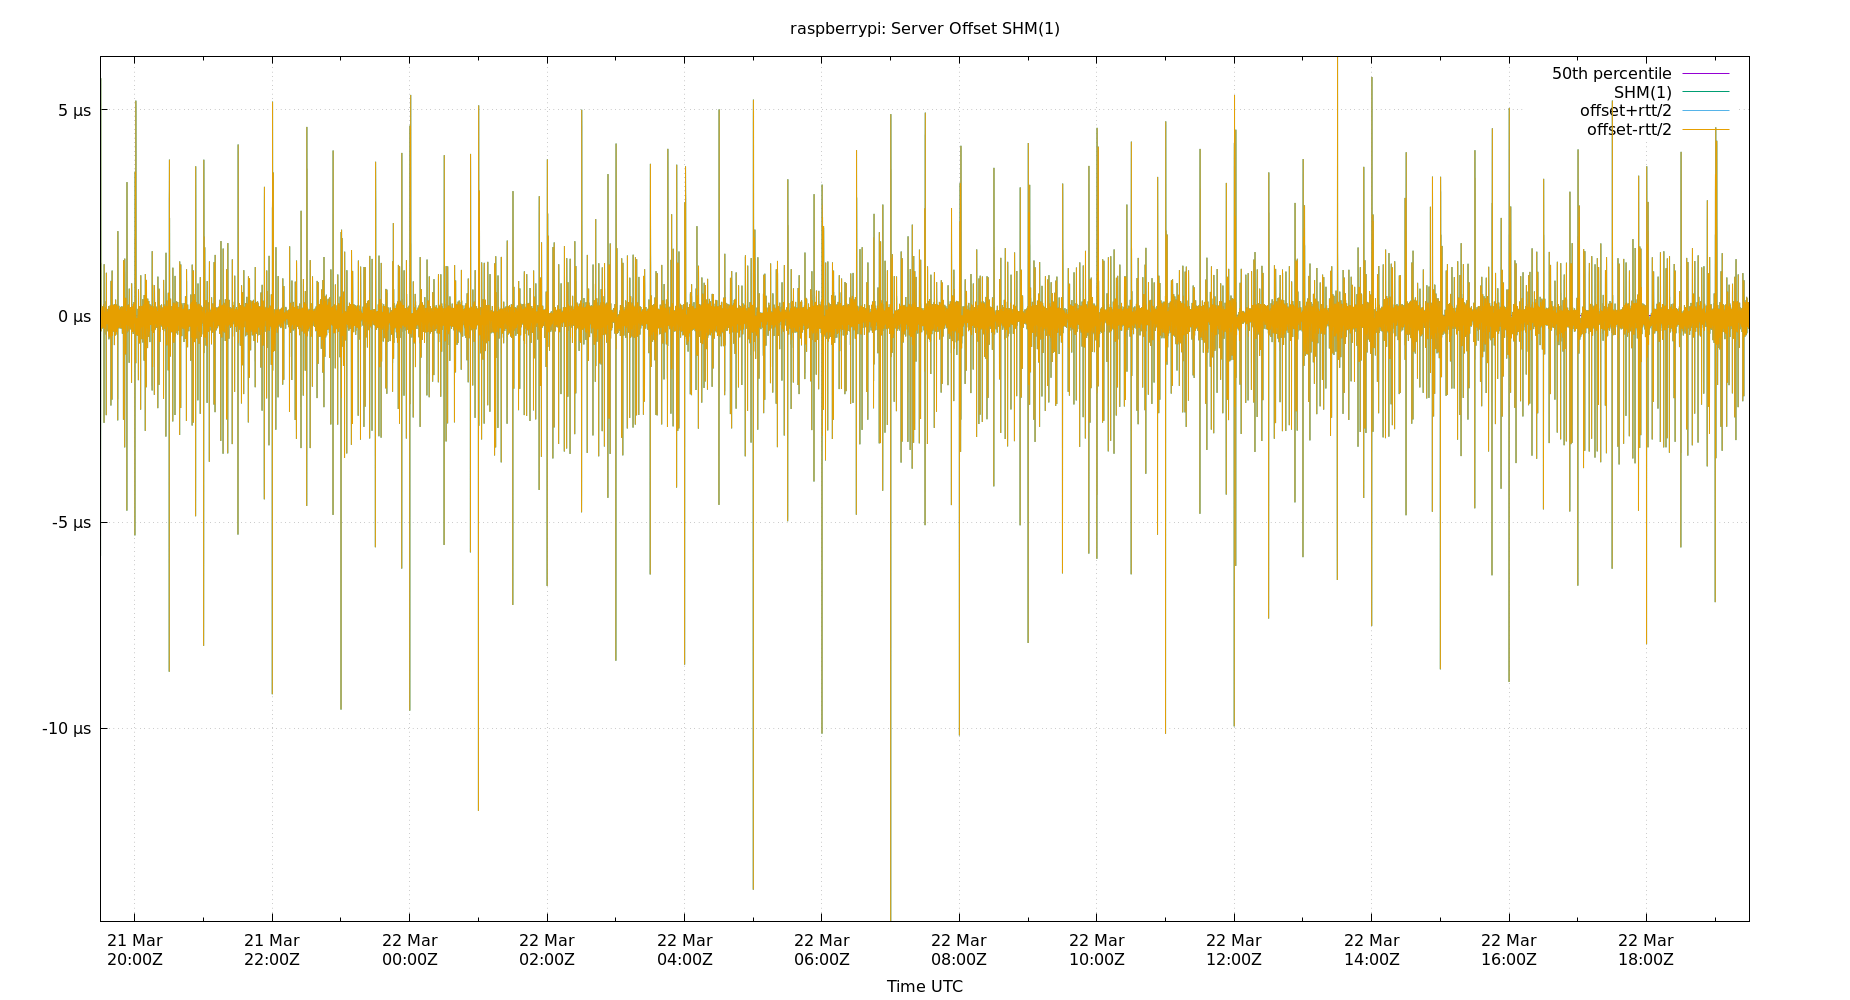 raspberrypi: Server Offset SHM(1)
50th percentile
SHM(1)
offset+rtt/2
offset-rtt/2
5 µs
0 µs
-5 µs
-10 µs
21 Mar 21 Mar 22 Mar 22 Mar 22 Mar 22 Mar 22 Mar 22 Mar 22 Mar 22 Mar 22 Mar 22 Mar
20:00Z 22:00Z 00:00Z 02:00Z 04:00Z 06:00Z 08:00Z 10:00Z 12:00Z 14:00Z 16:00Z 18:00Z
Time UTC